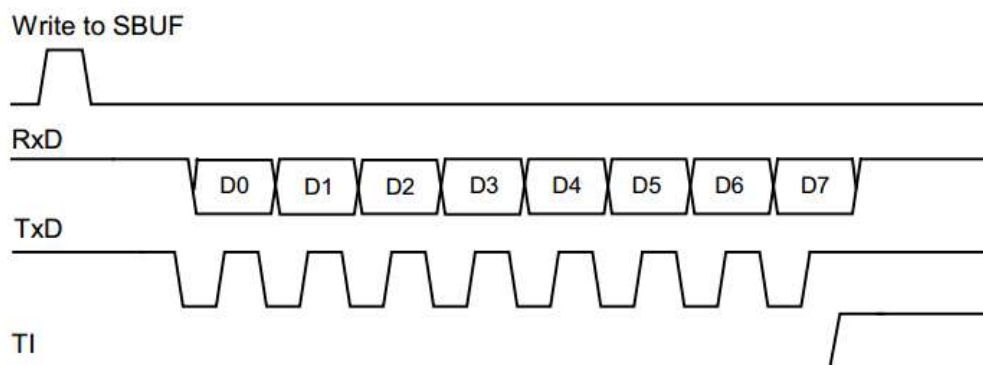 Write to SBUF
RxD
D0 D1 D2 D3 D4 D5 D6 D7
TxD
TI